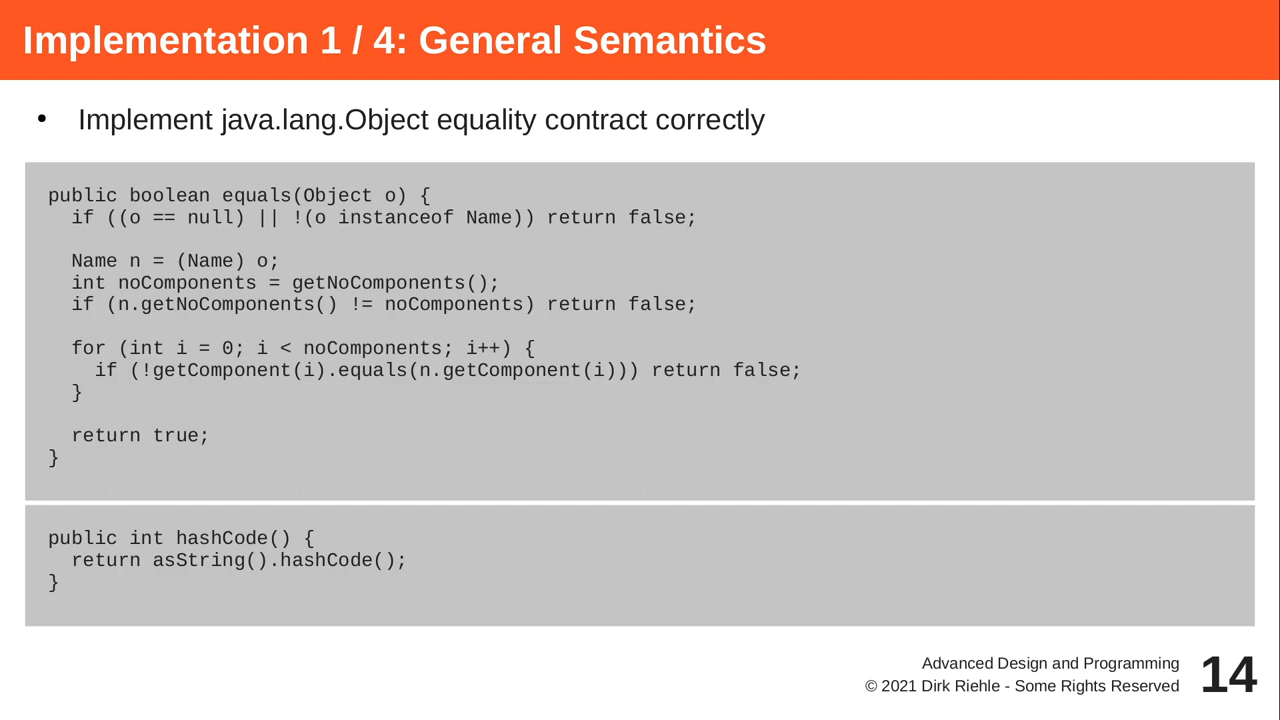 Implementation 1 / 4: General Semantics
• Implement java.lang.Object equality contract correctly
public boolean equals(Object o) {
  if ((o == null) || !(o instanceof Name)) return false;
  Name n = (Name) o;
  int noComponents = getNoComponents();
  if (n.getNoComponents() != noComponents) return false;
  for (int i = 0; i < noComponents; i++) {
    if (!getComponent(i).equals(n.getComponent(i))) return false;
  }
  return true;
}
public int hashCode() {
  return asString().hashCode();
}
Advanced Design and Programming
© 2021 Dirk Riehle - Some Rights Reserved
14